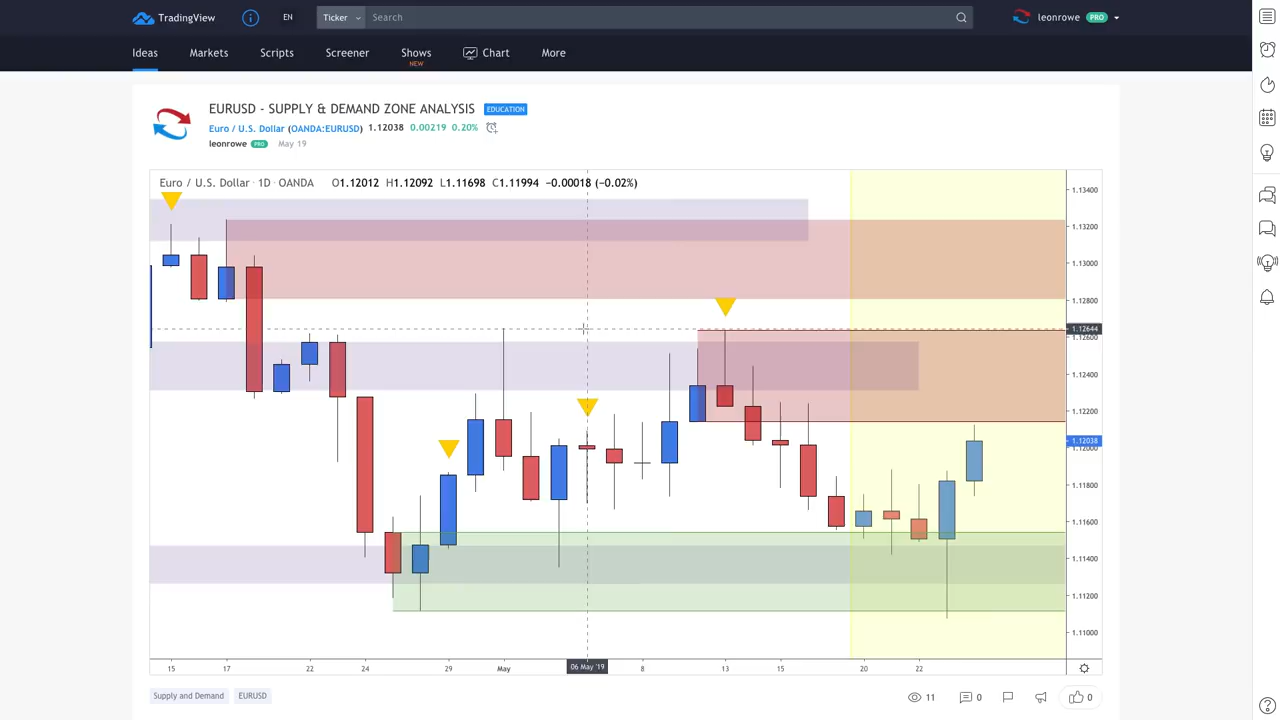 TradingView
EN
Ticker
Search
leonrowe PRO
Ideas
Markets
Scripts
Screener
Shows
NEW
Chart
More
EURUSD - SUPPLY & DEMAND ZONE ANALYSIS EDUCATION
Euro / U.S. Dollar (OANDA:EURUSD) 1.12038 0.00219 0.20%
leonrowe PRO May 19
Euro / U.S. Dollar · 1D · OANDA O1.12012 H1.12092 L1.11698 C1.11994 -0.00018 (-0.02%)
1.13400
1.13200
1.13000
1.12800
1.12644
1.12600
1.12400
1.12200
1.12038
1.12000
1.11800
1.11600
1.11400
1.11200
1.11000
15 17 22 24 29 May 06 May '19 8 13 15 20 22
Supply and Demand EURUSD
11 0 0